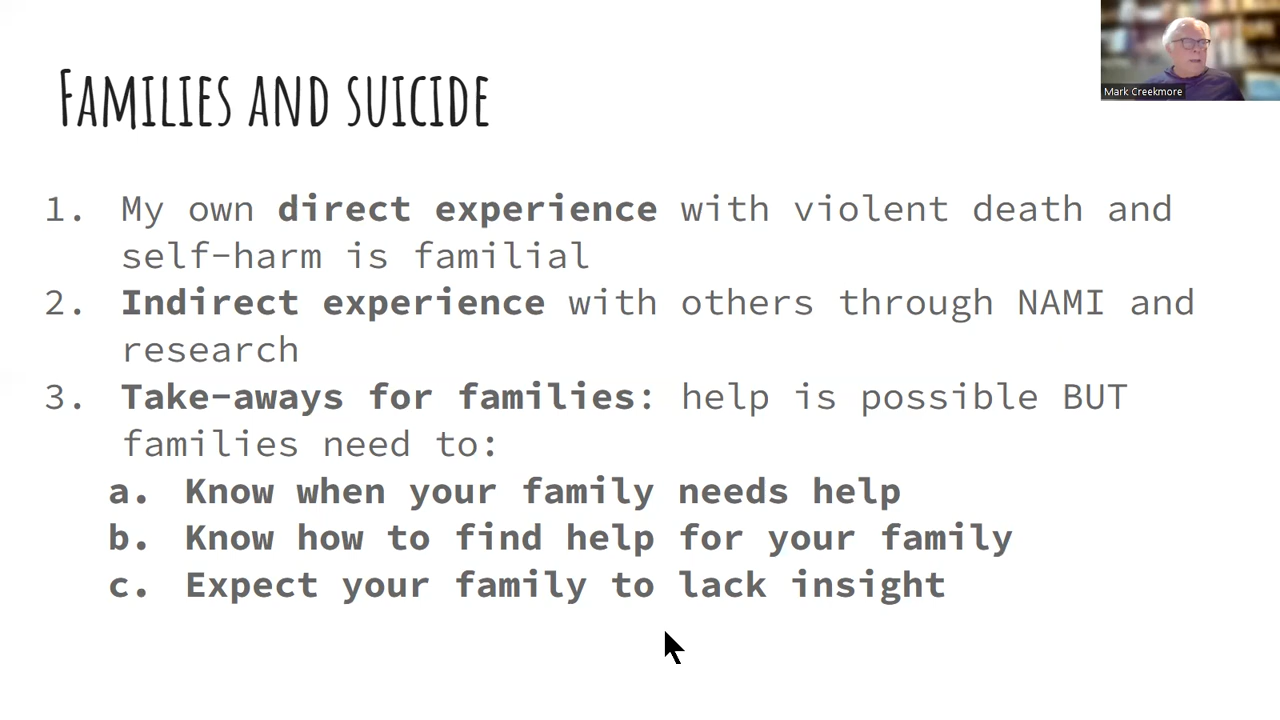 Families and suicide
Mark Creekmore
1. My own direct experience with violent death and
self-harm is familial
2. Indirect experience with others through NAMI and
research
3. Take-aways for families: help is possible BUT
families need to:
a. Know when your family needs help
b. Know how to find help for your family
c. Expect your family to lack insight